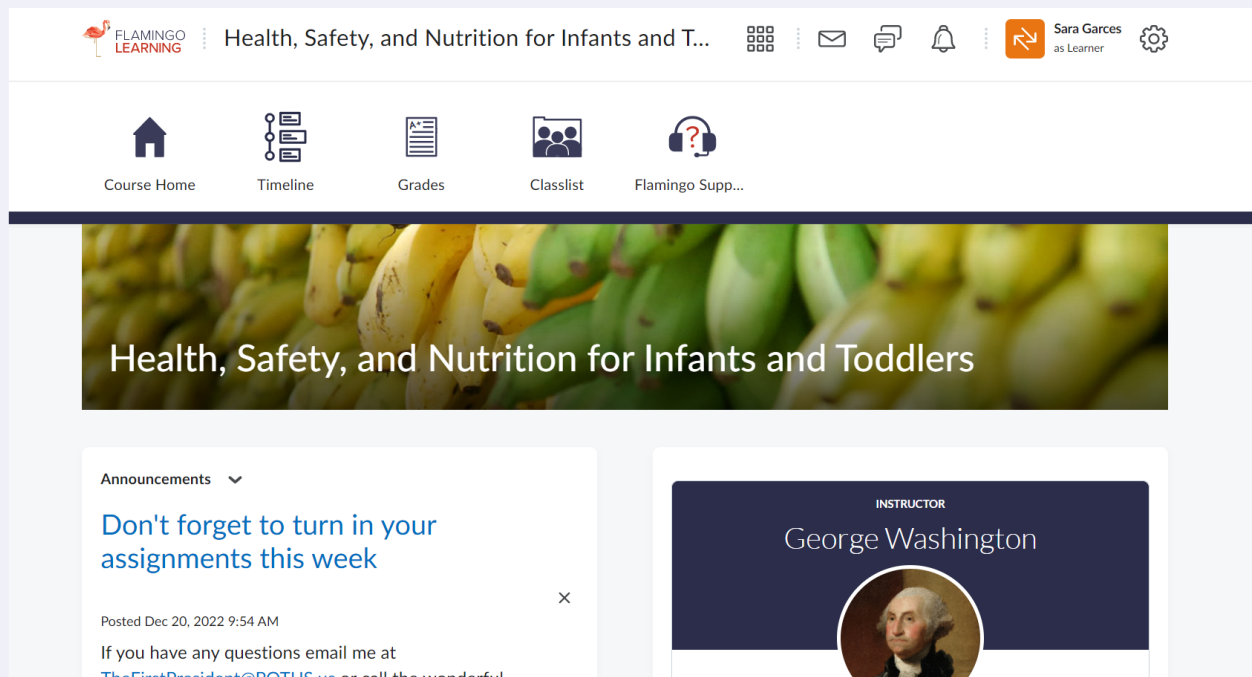 FLAMINGO
LEARNING
Health, Safety, and Nutrition for Infants and T...
Sara Garces
as Learner
Course Home
Timeline
A+
Grades
Classlist
?
Flamingo Supp...
Health, Safety, and Nutrition for Infants and Toddlers
Announcements
Don't forget to turn in your
assignments this week
Posted Dec 20, 2022 9:54 AM
If you have any questions email me at
TheFirstPresident@POTUS.us or call the wonderful
INSTRUCTOR
George Washington